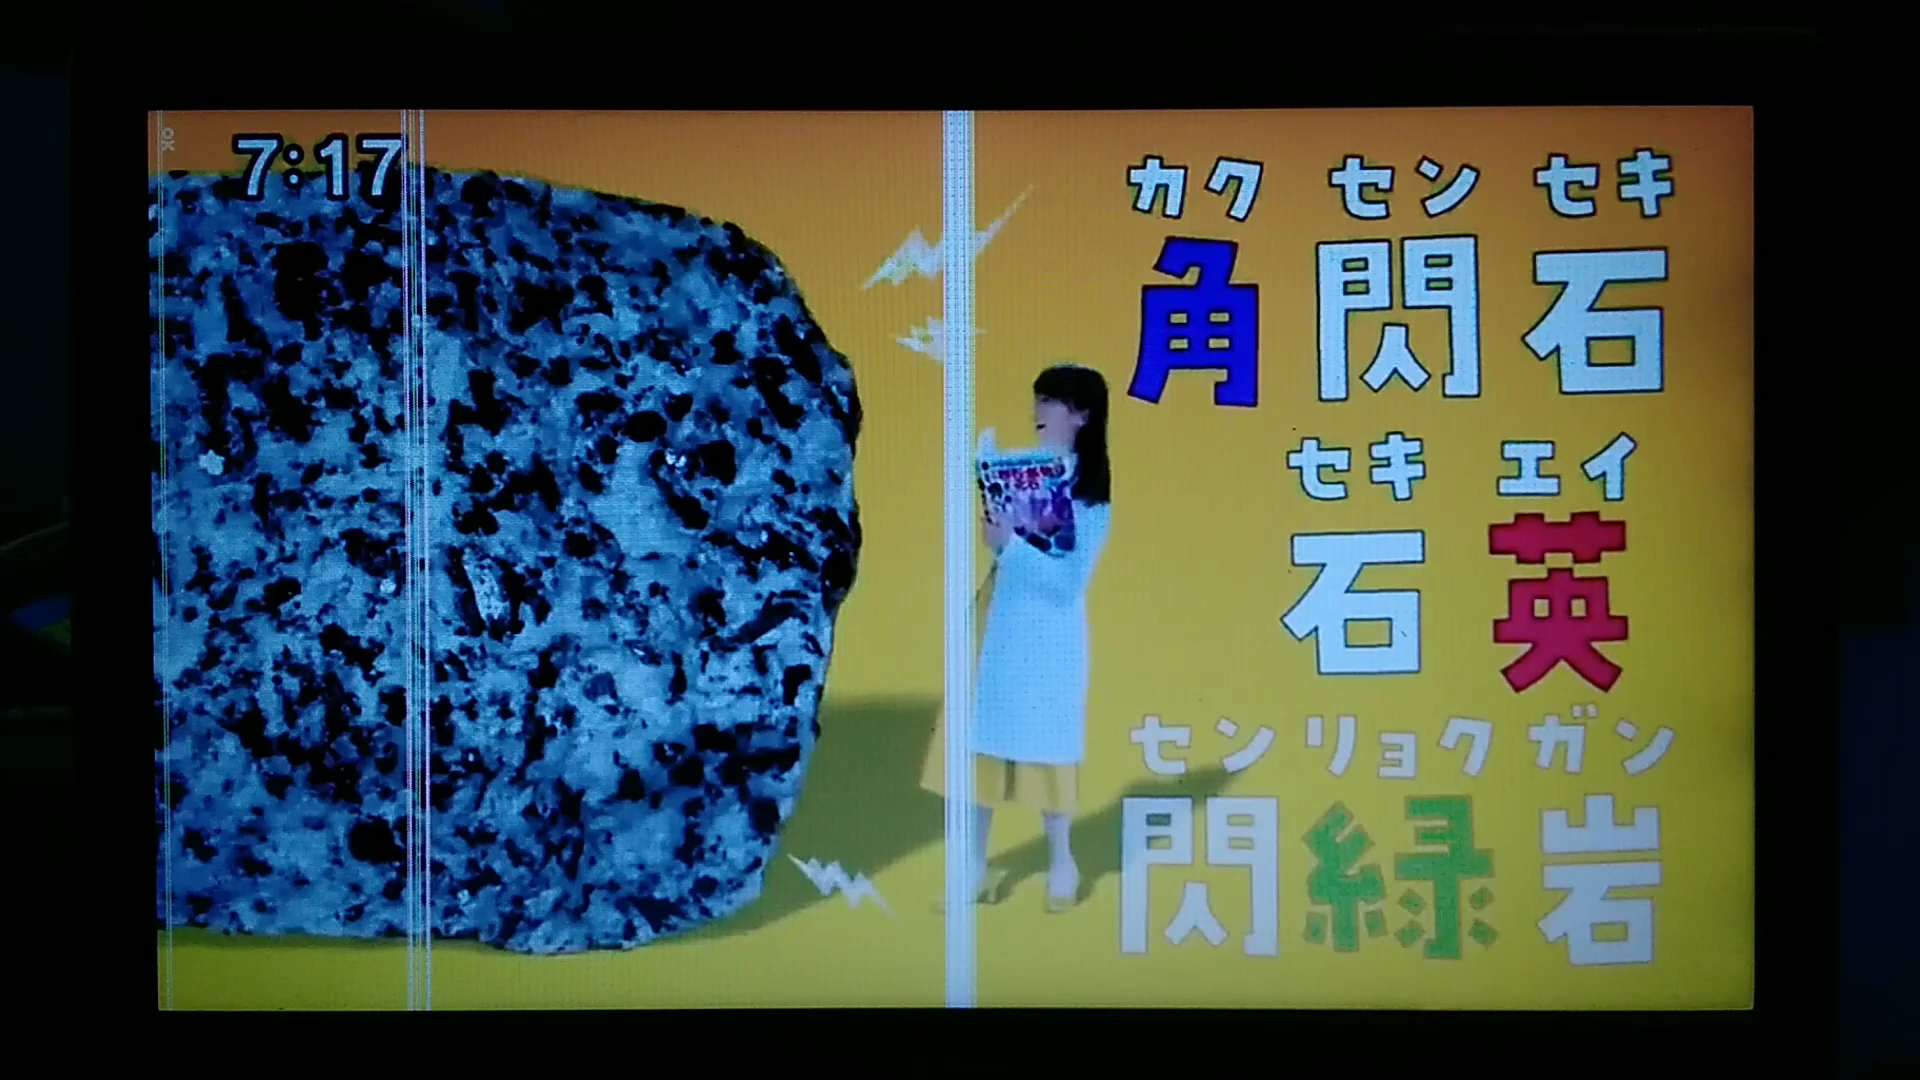 7:17
カク セン セキ
角閃石
セキ エイ
石英
センリョクガン
閃緑岩